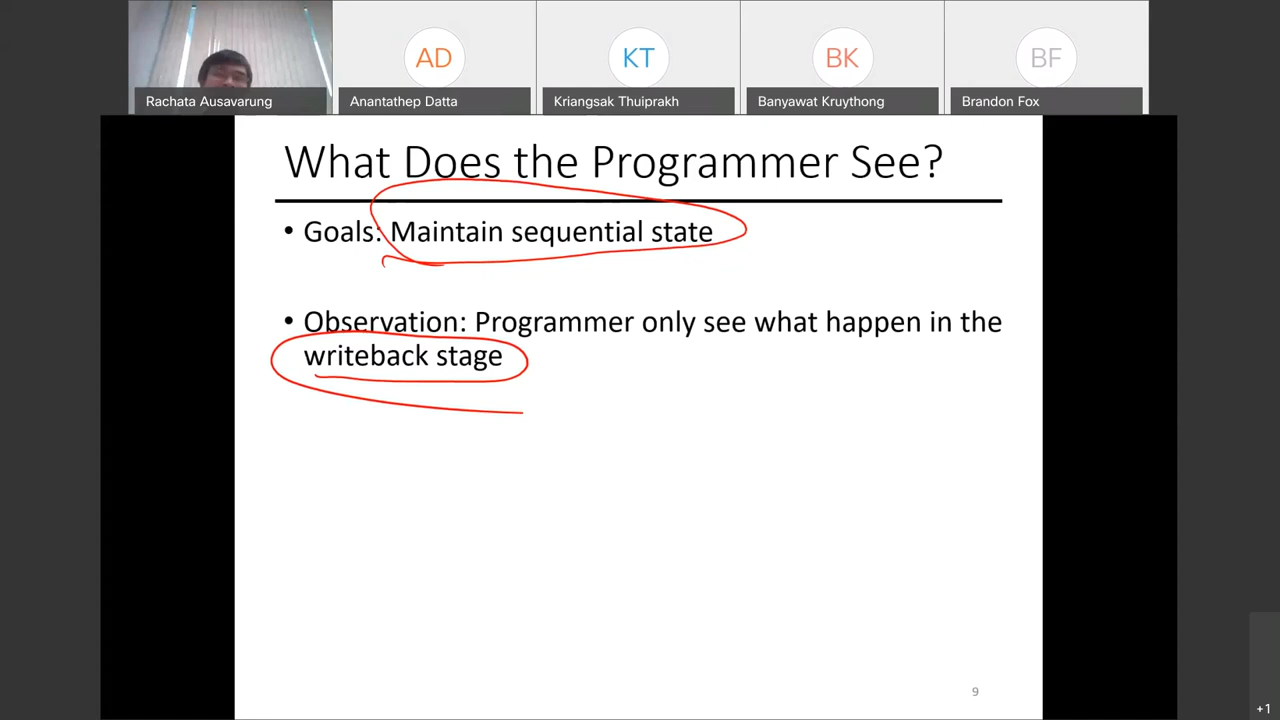 AD
KT
BK
BF
Rachata Ausavarung
Anantathep Datta
Kriangsak Thuiprakh
Banyawat Kruythong
Brandon Fox
What Does the Programmer See?
• Goals: Maintain sequential state
• Observation: Programmer only see what happen in the
writeback stage
9
+1